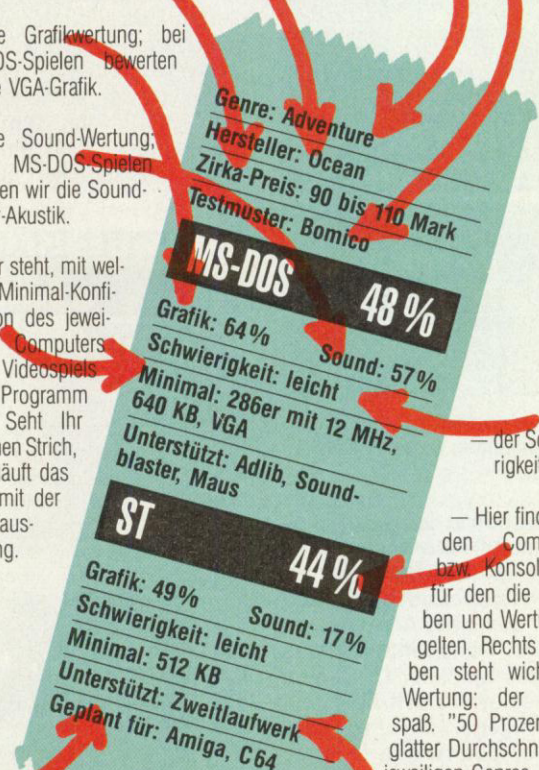 e Grafikwertung; bei
OS-Spielen bewerten
e VGA-Grafik.
e Sound-Wertung;
MS-DOS-Spielen
en wir die Sound-
-Akustik.
r steht, mit wel-
Minimal-Konfi-
on des jewei-
Computers
Videospiels
Programm
Seht Ihr
nen Strich,
läuft das
mit der
aus-
ng.
Genre: Adventure
Hersteller: Ocean
Zirka-Preis: 90 bis 110 Mark
Testmuster: Bomico
MS-DOS 48%
Grafik: 64% Sound: 57%
Schwierigkeit: leicht
Minimal: 286er mit 12 MHz,
640 KB, VGA
Unterstützt: Adlib, Sound-
blaster, Maus
ST 44%
Grafik: 49% Sound: 17%
Schwierigkeit: leicht
Minimal: 512 KB
Unterstützt: Zweitlaufwerk
Geplant für: Amiga, C64
— der Sc
rigkeit
— Hier find
den Com
bzw. Konsol
für den die
ben und Wert
gelten. Rechts
ben steht wich
Wertung: der
spaß. "50 Prozen
glatter Durchschn
jeweiligen Genres